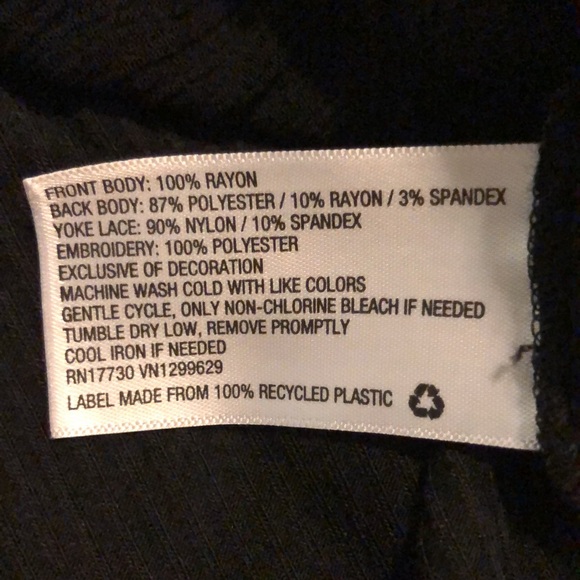 FRONT BODY: 100% RAYON
BACK BODY: 87% POLYESTER / 10% RAYON / 3% SPANDEX
YOKE LACE: 90% NYLON / 10% SPANDEX
EMBROIDERY: 100% POLYESTER
EXCLUSIVE OF DECORATION
MACHINE WASH COLD WITH LIKE COLORS
GENTLE CYCLE, ONLY NON-CHLORINE BLEACH IF NEEDED
TUMBLE DRY LOW, REMOVE PROMPTLY
COOL IRON IF NEEDED
RN17730 VN1299629
LABEL MADE FROM 100% RECYCLED PLASTIC